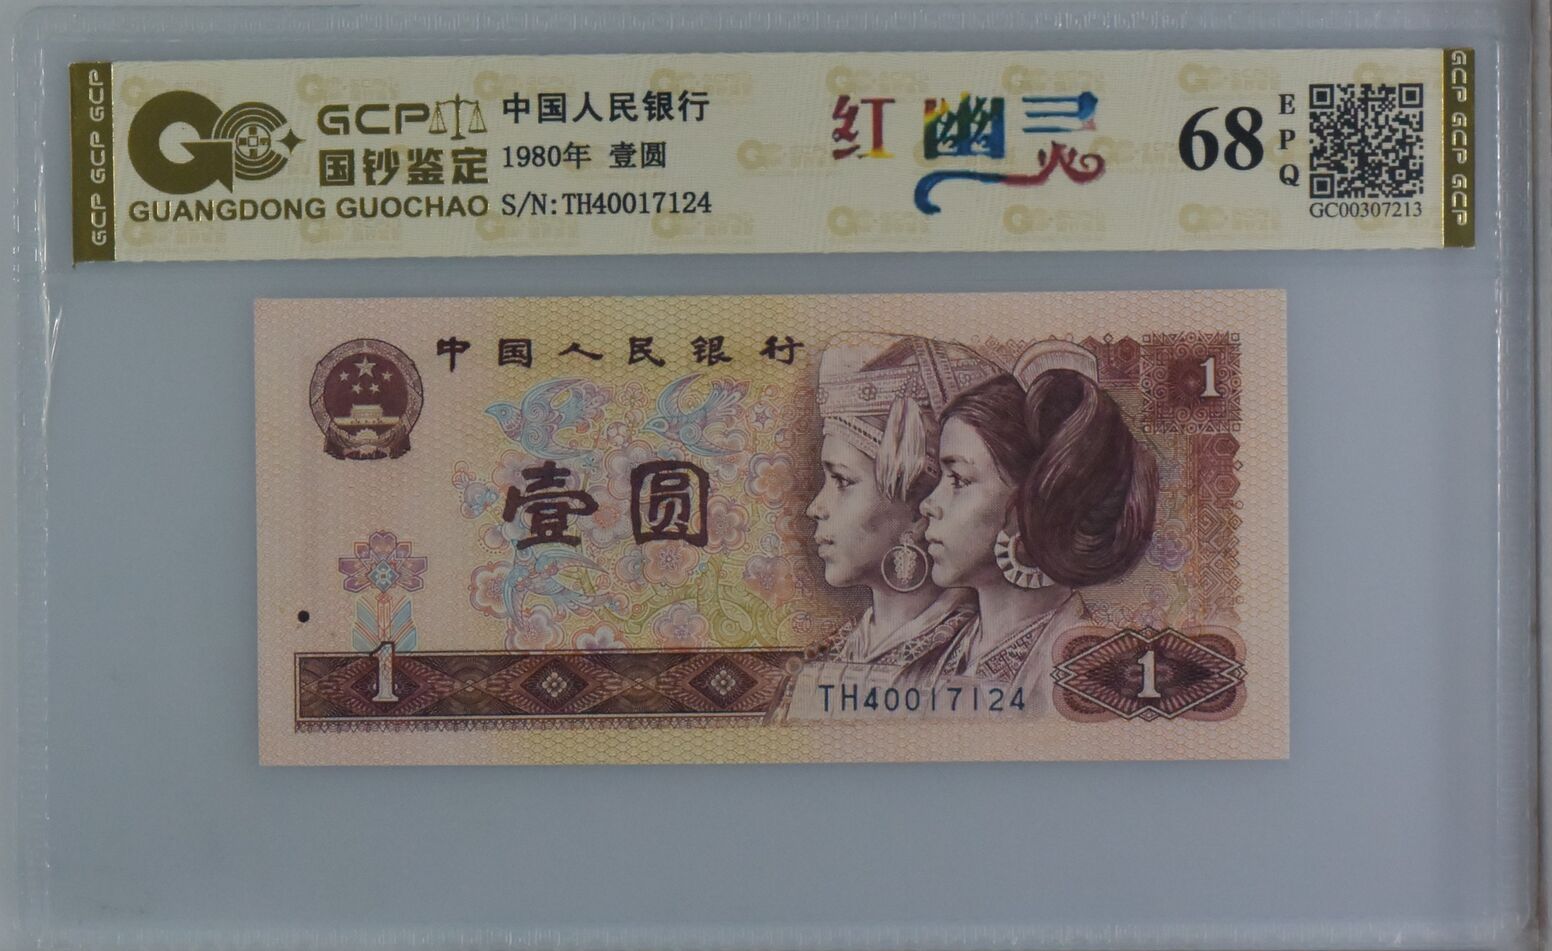 GCP GCP GCP
GCP
国钞鉴定
GUANGDONG GUOCHAO
中国人民银行
1980年 壹圆
S/N:TH40017124
红幽灵
68
EPQ
GC00307213
GCP GCP GCP
中国人民银行
1
壹圆
1
TH40017124
1